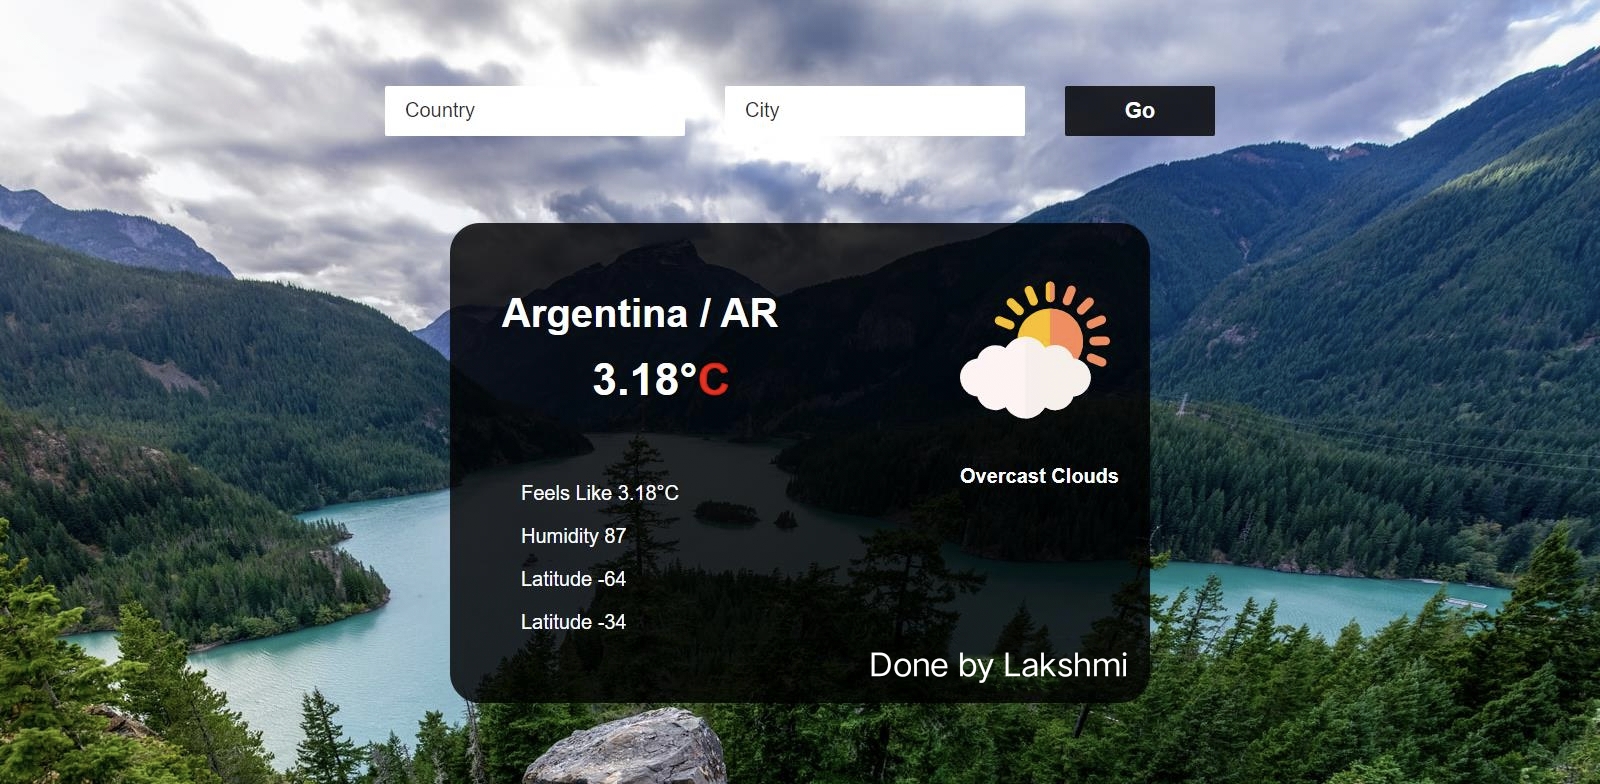 Country
City
Go
Argentina / AR
3.18°C
Overcast Clouds
Feels Like 3.18°C
Humidity 87
Latitude -64
Latitude -34
Done by Lakshmi